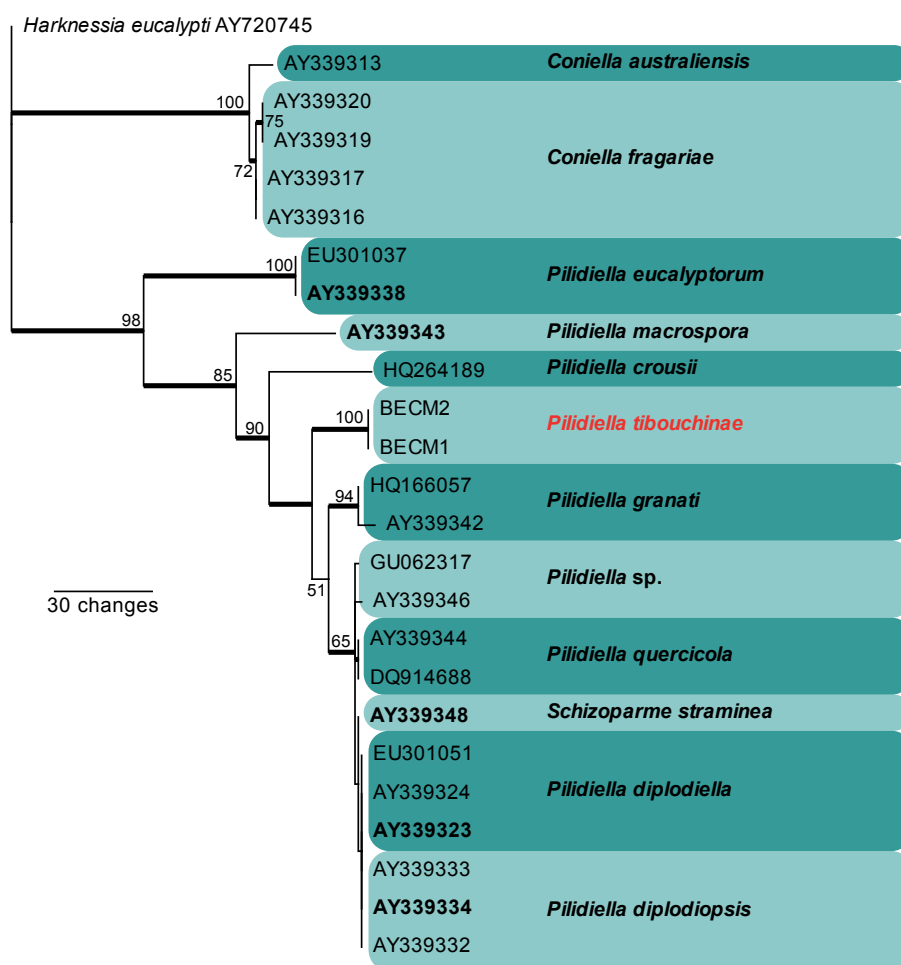 Harknessia eucalypti AY720745
AY339313 Coniella australiensis
100
AY339320
75
AY339319
Coniella fragariae
72
AY339317
AY339316
EU301037
100
Pilidiella eucalyptorum
AY339338
98
AY339343 Pilidiella macrospora
85
HQ264189 Pilidiella crousii
90
BECM2
100
Pilidiella tibouchinae
BECM1
HQ166057
94
Pilidiella granati
AY339342
GU062317
Pilidiella sp.
51
AY339346
30 changes
65
AY339344
Pilidiella quercicola
DQ914688
AY339348 Schizoparme straminea
EU301051
AY339324 Pilidiella diplodiella
AY339323
AY339333
AY339334 Pilidiella diplodiopsis
AY339332